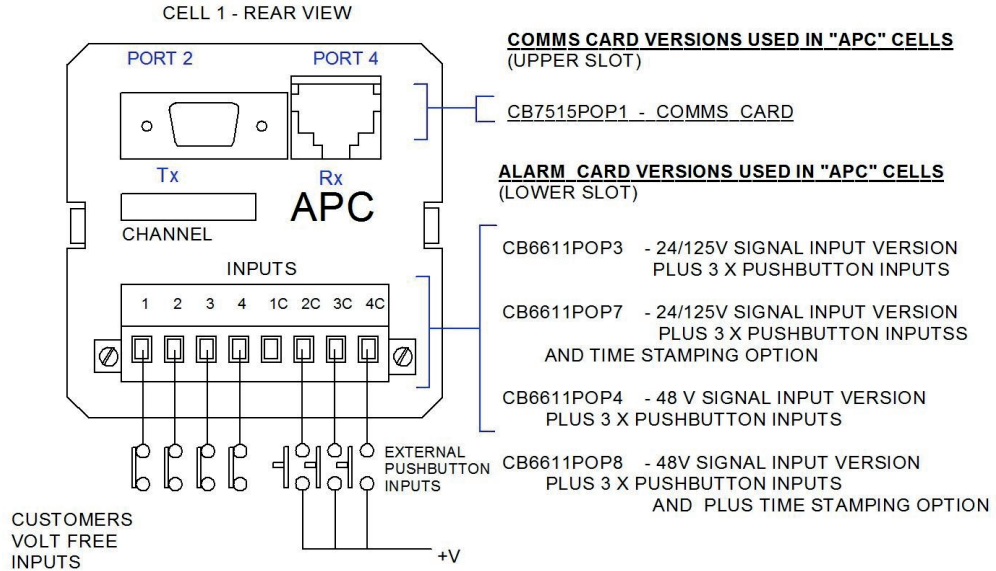 CELL 1 - REAR VIEW
PORT 2
PORT 4
Tx
Rx
APC
CHANNEL
INPUTS
1 2 3 4 1C 2C 3C 4C
EXTERNAL
PUSHBUTTON
INPUTS
CUSTOMERS
VOLT FREE
INPUTS
+V
COMMS CARD VERSIONS USED IN "APC" CELLS
(UPPER SLOT)
CB7515POP1 - COMMS CARD
ALARM CARD VERSIONS USED IN "APC" CELLS
(LOWER SLOT)
CB6611POP3 - 24/125V SIGNAL INPUT VERSION
PLUS 3 X PUSHBUTTON INPUTS
CB6611POP7 - 24/125V SIGNAL INPUT VERSION
PLUS 3 X PUSHBUTTON INPUTSS
AND TIME STAMPING OPTION
CB6611POP4 - 48 V SIGNAL INPUT VERSION
PLUS 3 X PUSHBUTTON INPUTS
CB6611POP8 - 48V SIGNAL INPUT VERSION
PLUS 3 X PUSHBUTTON INPUTS
AND PLUS TIME STAMPING OPTION